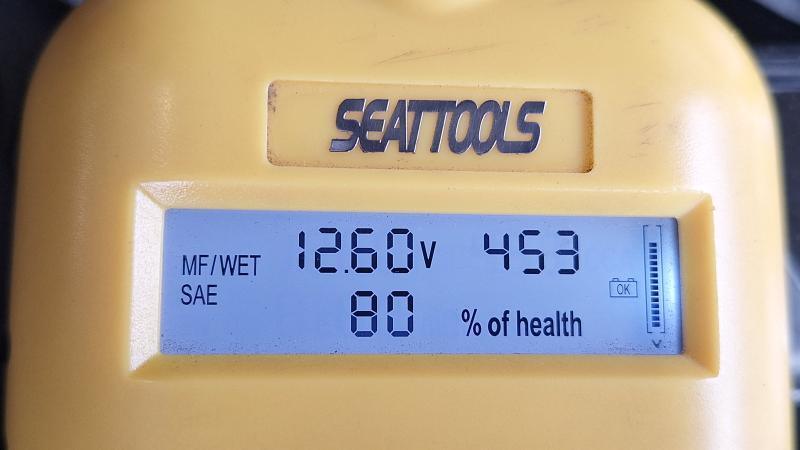 SEATTOOLS
MF/WET 12.60V 453
SAE 80 % of health
OK